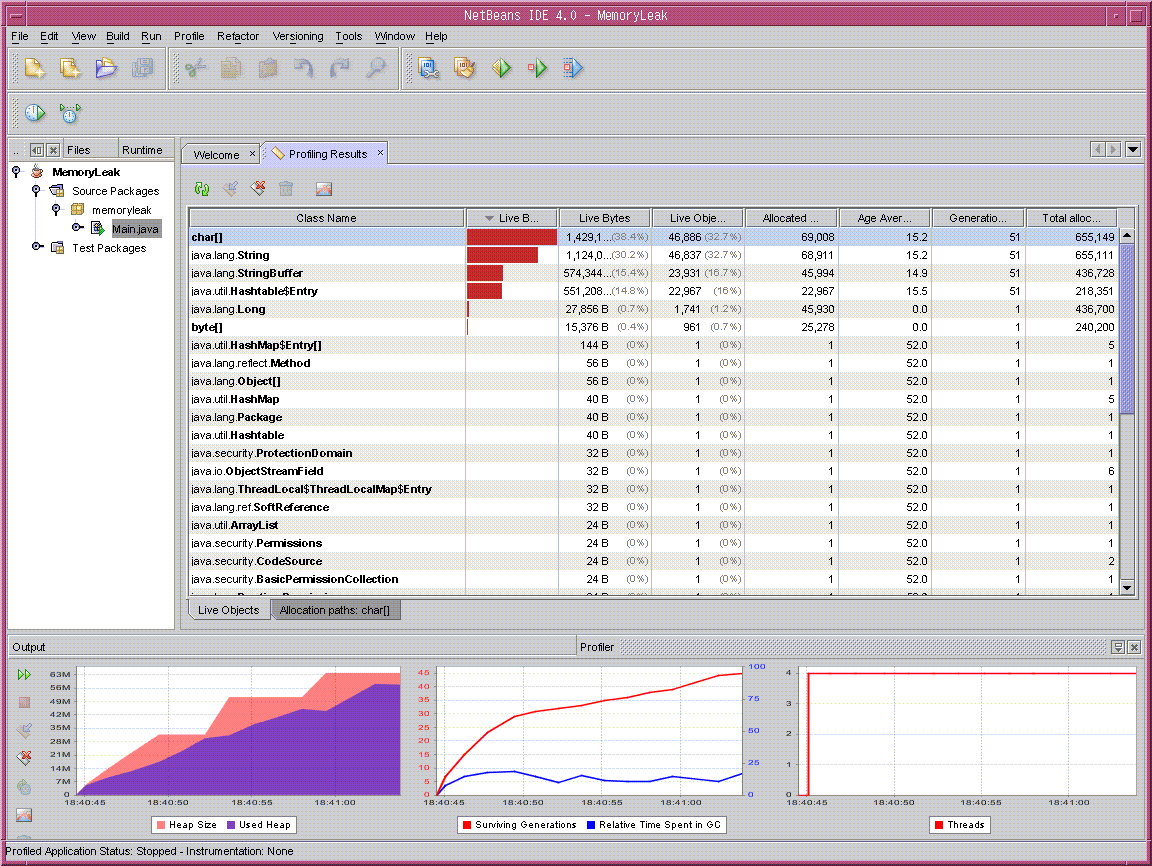 NetBeans IDE 4.0 - MemoryLeak
File Edit View Build Run Profile Refactor Versioning Tools Window Help
.. Files Runtime
Welcome × Profiling Results ×
MemoryLeak
Source Packages
memoryleak
Main.java
Test Packages
Class Name Live B... Live Bytes Live Obje... Allocated ... Age Aver... Generatio... Total alloc...
char[] 1,429,1...(38.4%) 46,886 (32.7%) 69,008 15.2 51 655,149
java.lang.String 1,124,0...(30.2%) 46,837 (32.7%) 68,911 15.2 51 655,111
java.lang.StringBuffer 574,344...(15.4%) 23,931 (16.7%) 45,994 14.9 51 436,728
java.util.Hashtable$Entry 551,208...(14.8%) 22,967 (16%) 22,967 15.5 51 218,351
java.lang.Long 27,856 B (0.7%) 1,741 (1.2%) 45,930 0.0 1 436,700
byte[] 15,376 B (0.4%) 961 (0.7%) 25,278 0.0 1 240,200
java.util.HashMap$Entry[] 144 B (0%) 1 (0%) 1 52.0 1 5
java.lang.reflect.Method 56 B (0%) 1 (0%) 1 52.0 1 1
java.lang.Object[] 56 B (0%) 1 (0%) 1 52.0 1 1
java.util.HashMap 40 B (0%) 1 (0%) 1 52.0 1 5
java.lang.Package 40 B (0%) 1 (0%) 1 52.0 1 1
java.util.Hashtable 40 B (0%) 1 (0%) 1 52.0 1 1
java.security.ProtectionDomain 32 B (0%) 1 (0%) 1 52.0 1 1
java.io.ObjectStreamField 32 B (0%) 1 (0%) 1 52.0 1 6
java.lang.ThreadLocal$ThreadLocalMap$Entry 32 B (0%) 1 (0%) 1 52.0 1 1
java.lang.ref.SoftReference 32 B (0%) 1 (0%) 1 52.0 1 1
java.util.ArrayList 24 B (0%) 1 (0%) 1 52.0 1 1
java.security.Permissions 24 B (0%) 1 (0%) 1 52.0 1 1
java.security.CodeSource 24 B (0%) 1 (0%) 1 52.0 1 2
java.security.BasicPermissionCollection 24 B (0%) 1 (0%) 1 52.0 1 1
Live Objects Allocation paths: char[]
Output Profiler
63M
56M
49M
42M
35M
28M
21M
14M
7M
0
18:40:45 18:40:50 18:40:55 18:41:00
Heap Size Used Heap
45
40
35
30
25
20
15
10
5
0
100
75
50
25
0
18:40:45 18:40:50 18:40:55 18:41:00
Surviving Generations Relative Time Spent in GC
4
3
2
1
0
18:40:45 18:40:50 18:40:55 18:41:00
Threads
Profiled Application Status: Stopped - Instrumentation: None